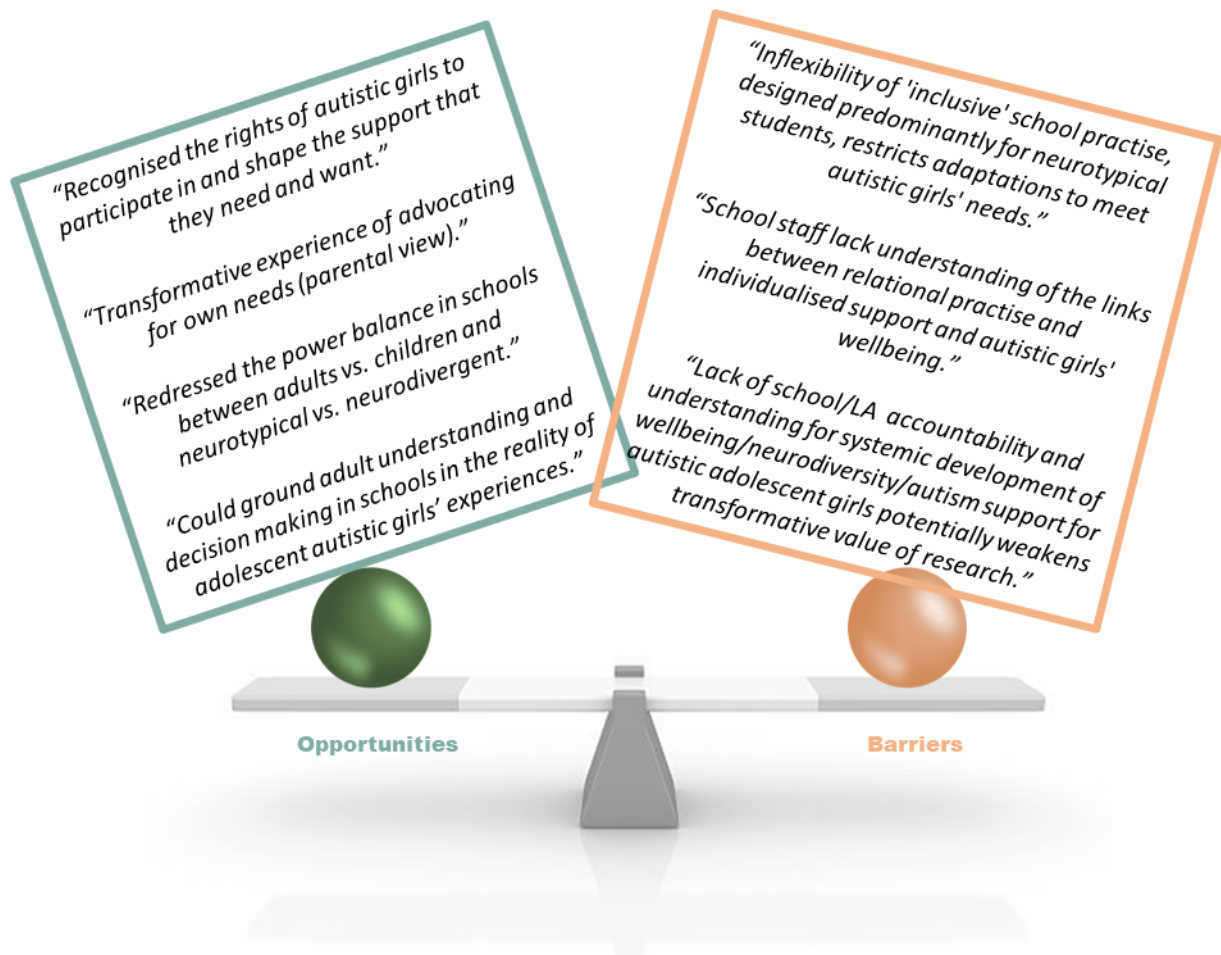 “Recognised the rights of autistic girls to
participate in and shape the support that
they need and want.”
“Transformative experience of advocating
for own needs (parental view).”
“Redressed the power balance in schools
between adults vs. children and
neurotypical vs. neurodivergent.”
“Could ground adult understanding and
decision making in schools in the reality of
adolescent autistic girls’ experiences.”
“Inflexibility of 'inclusive' school practise,
designed predominantly for neurotypical
students, restricts adaptations to meet
autistic girls' needs.”
“School staff lack understanding of the links
between relational practise and
individualised support and autistic girls'
wellbeing.”
“Lack of school/LA accountability and
understanding for systemic development of
wellbeing/neurodiversity/autism support for
autistic adolescent girls potentially weakens
transformative value of research.”
Opportunities
Barriers